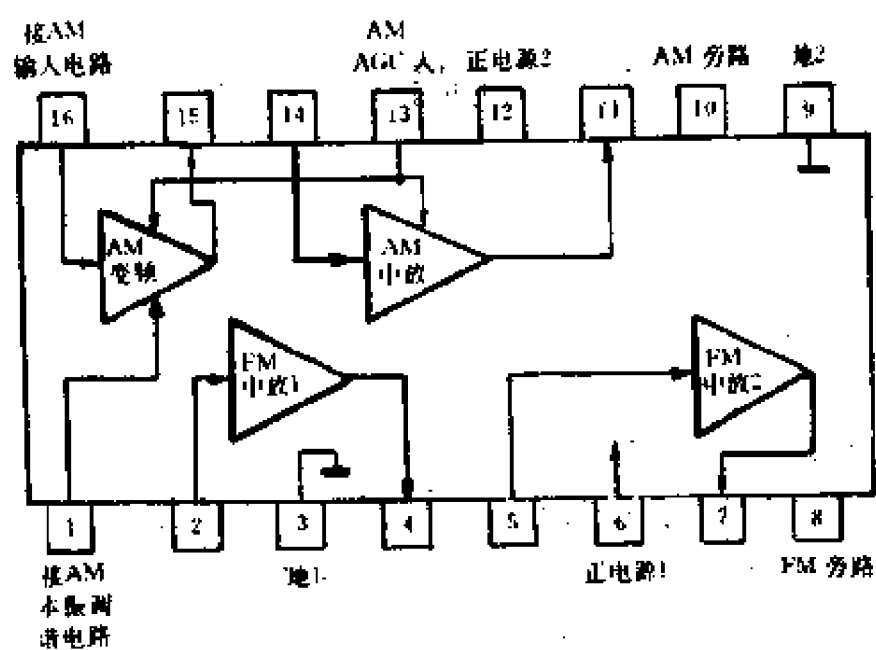 接AM
输入电路
AM
AGC入
正电源2
AM 旁路
地2
16
15
14
13
12
11
10
9
AM
变频
AM
中放
FM
中放1
FM
中放2
1
2
3
4
5
6
7
8
接AM
本振调
谐电路
地1
正电源1
FM 旁路